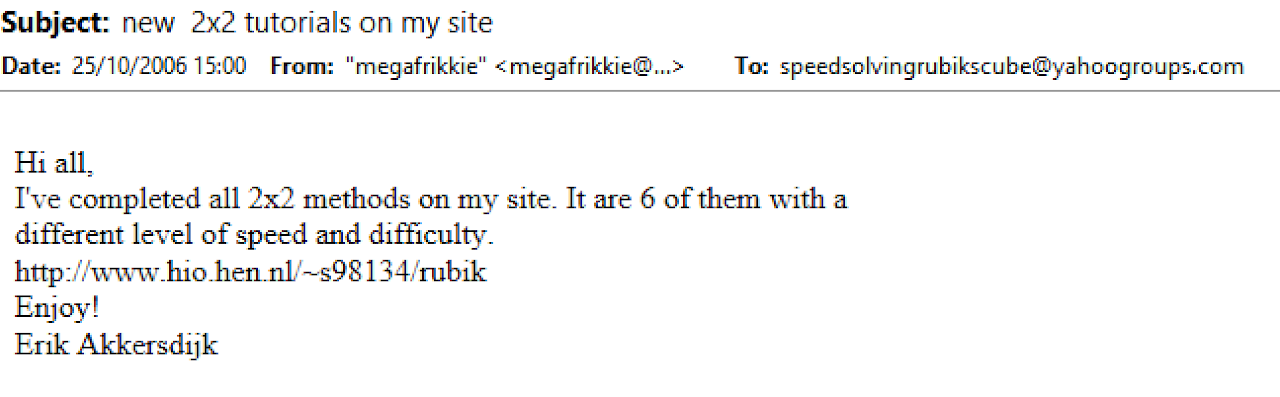 Subject: new 2x2 tutorials on my site
Date: 25/10/2006 15:00 From: "megafrikkie" <megafrikkie@...> To: speedsolvingrubikscube@yahoogroups.com
Hi all,
I've completed all 2x2 methods on my site. It are 6 of them with a
different level of speed and difficulty.
http://www.hio.hen.nl/~s98134/rubik
Enjoy!
Erik Akkersdijk